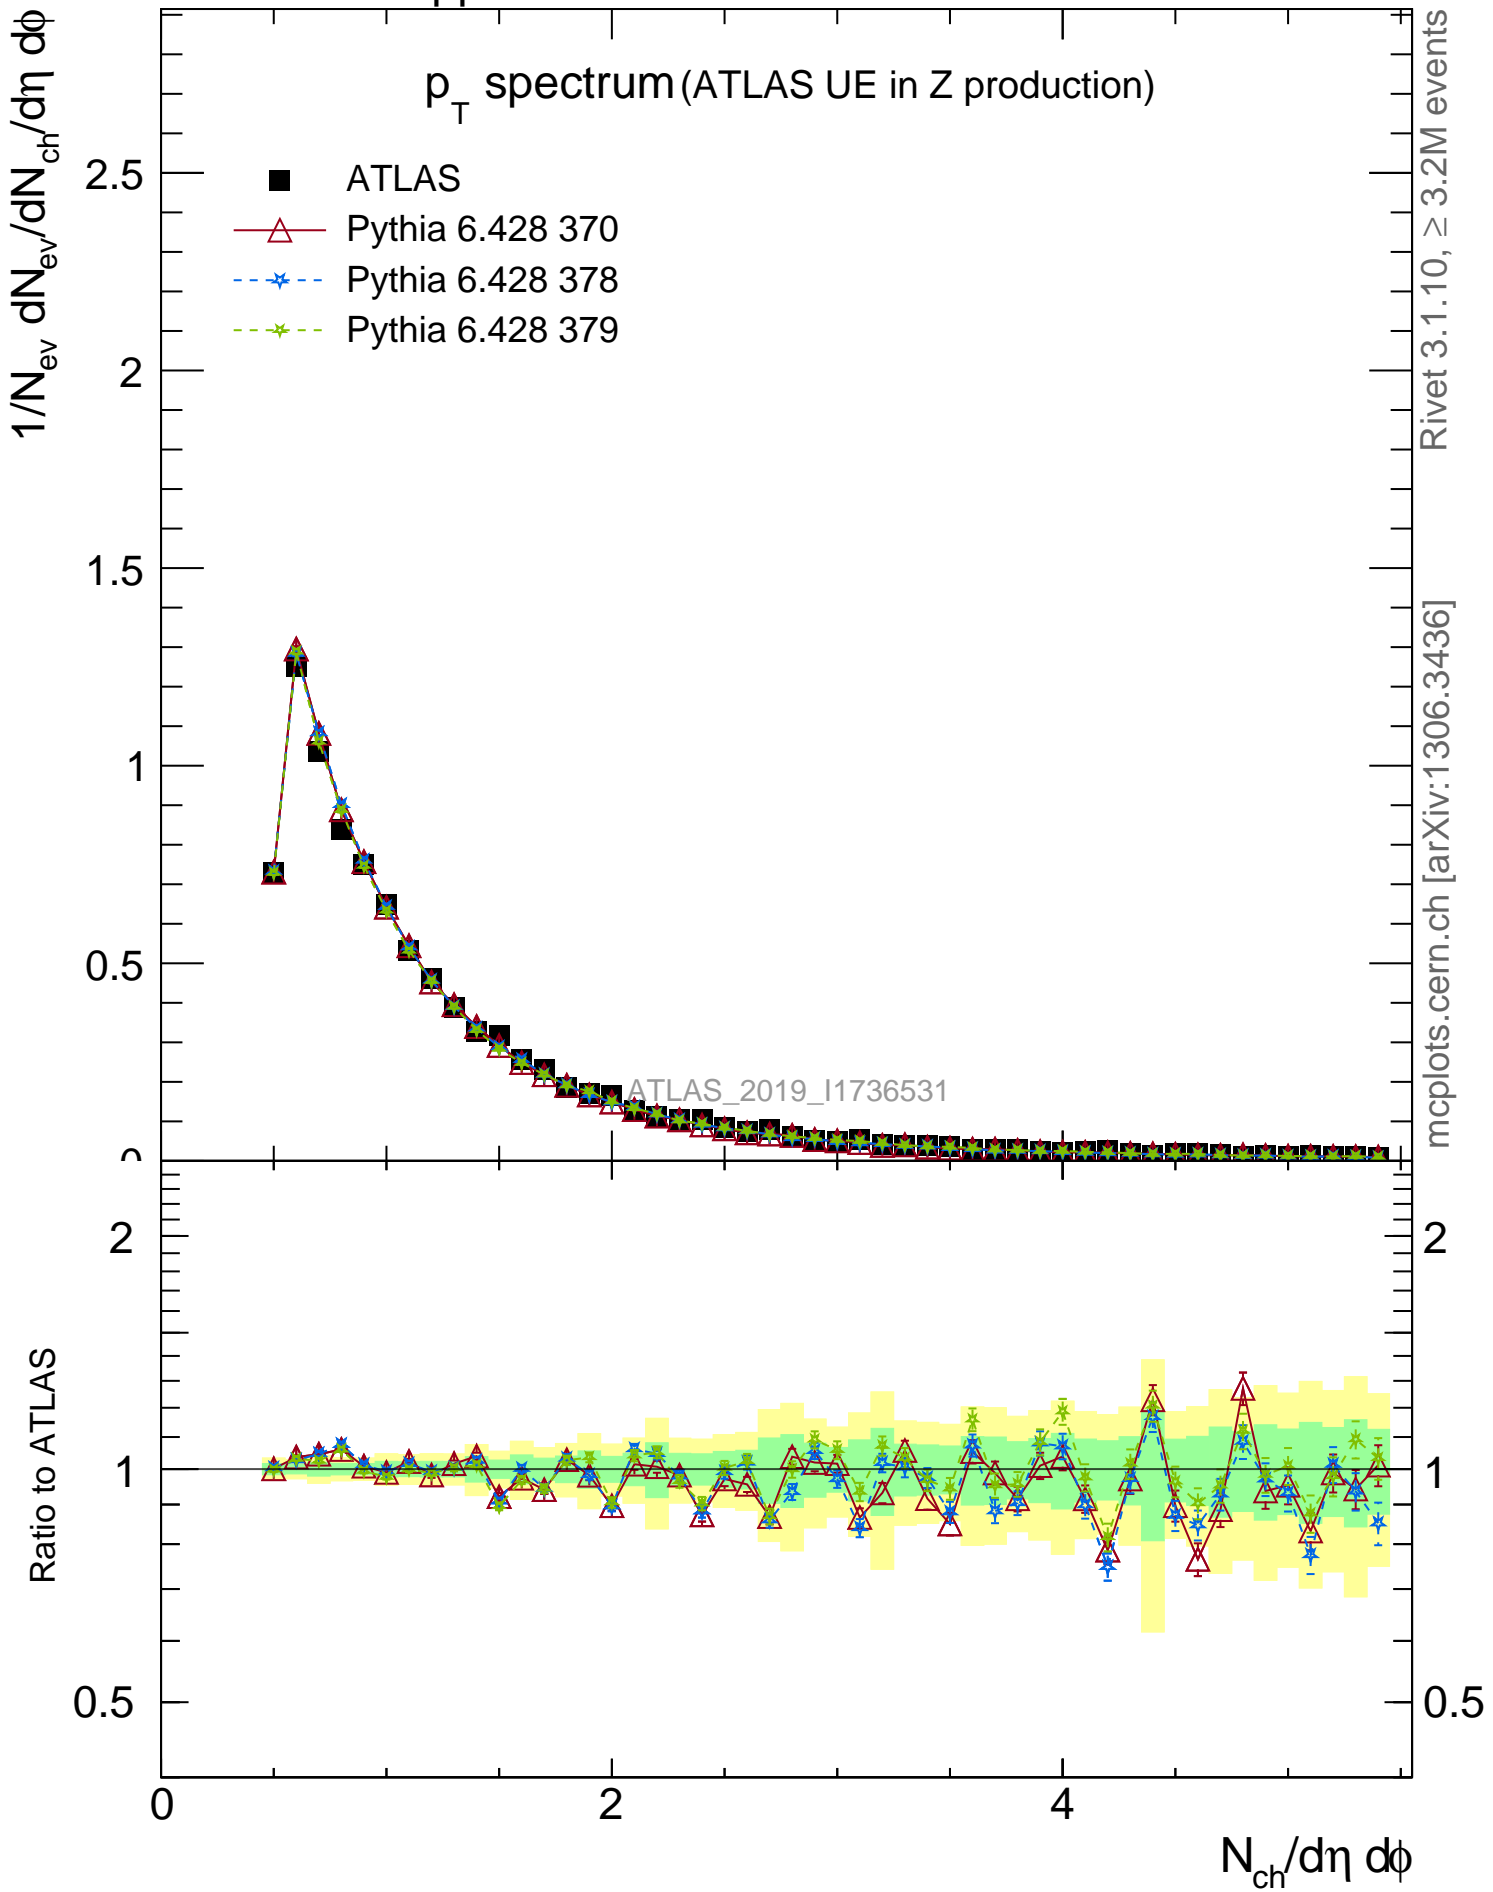 p_T spectrum (ATLAS UE in Z production)
1/N_ev dN_ev/dN_ch/dη dϕ
ATLAS
Pythia 6.428 370
Pythia 6.428 378
Pythia 6.428 379
2.5
2
1.5
1
0.5
0
ATLAS_2019_I1736531
Rivet 3.1.10, ≥ 3.2M events
mcplots.cern.ch [arXiv:1306.3436]
Ratio to ATLAS
2
1
0.5
2
1
0.5
0
2
4
N_ch/dη dϕ